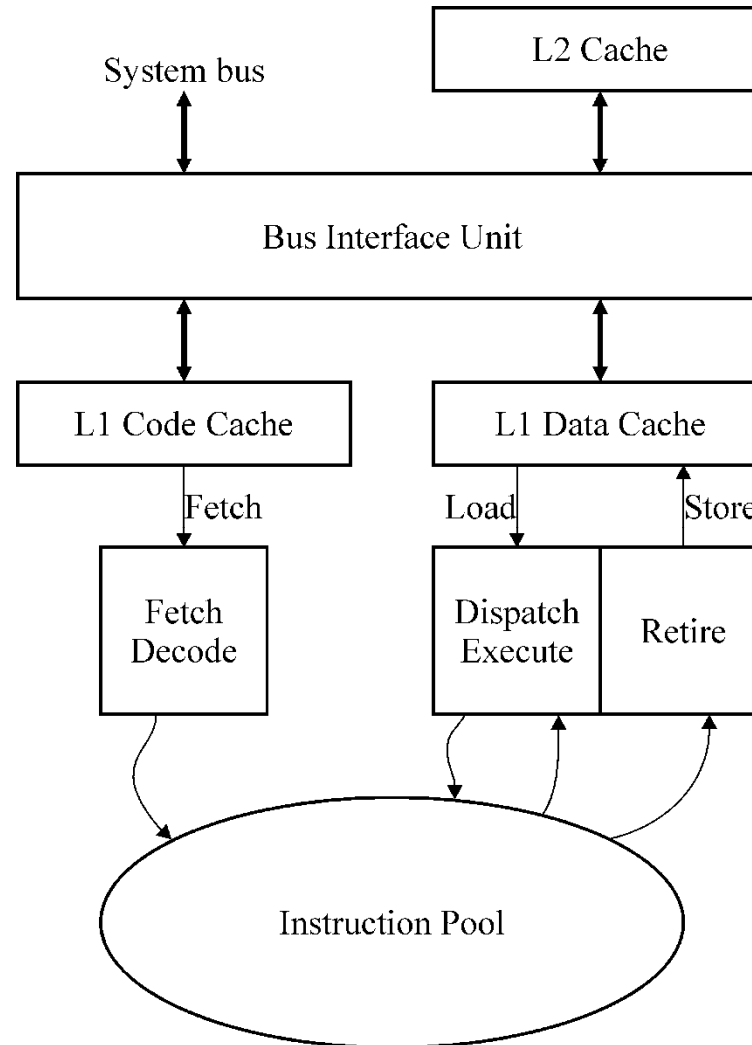 L2 Cache
System bus
Bus Interface Unit
L1 Code Cache
L1 Data Cache
Fetch
Load
Store
Fetch
Decode
Dispatch
Execute
Retire
Instruction Pool